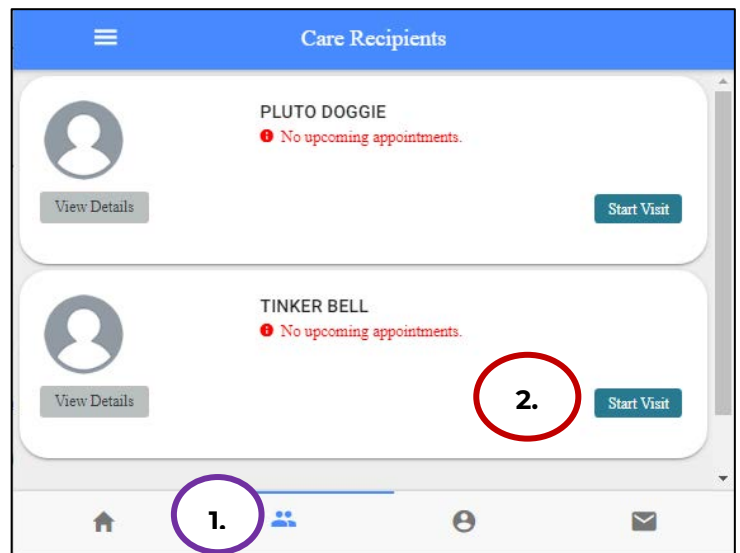 Care Recipients
PLUTO DOGGIE
No upcoming appointments.
View Details
Start Visit
TINKER BELL
No upcoming appointments.
View Details
2.
Start Visit
1.